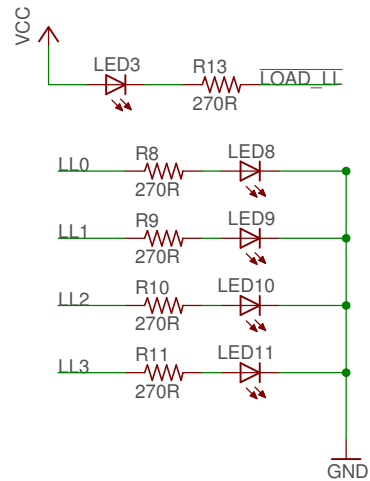 VCC
LED3
R13
270R
LOAD_LL
LL0
R8
270R
LED8
LL1
R9
270R
LED9
LL2
R10
270R
LED10
LL3
R11
270R
LED11
GND